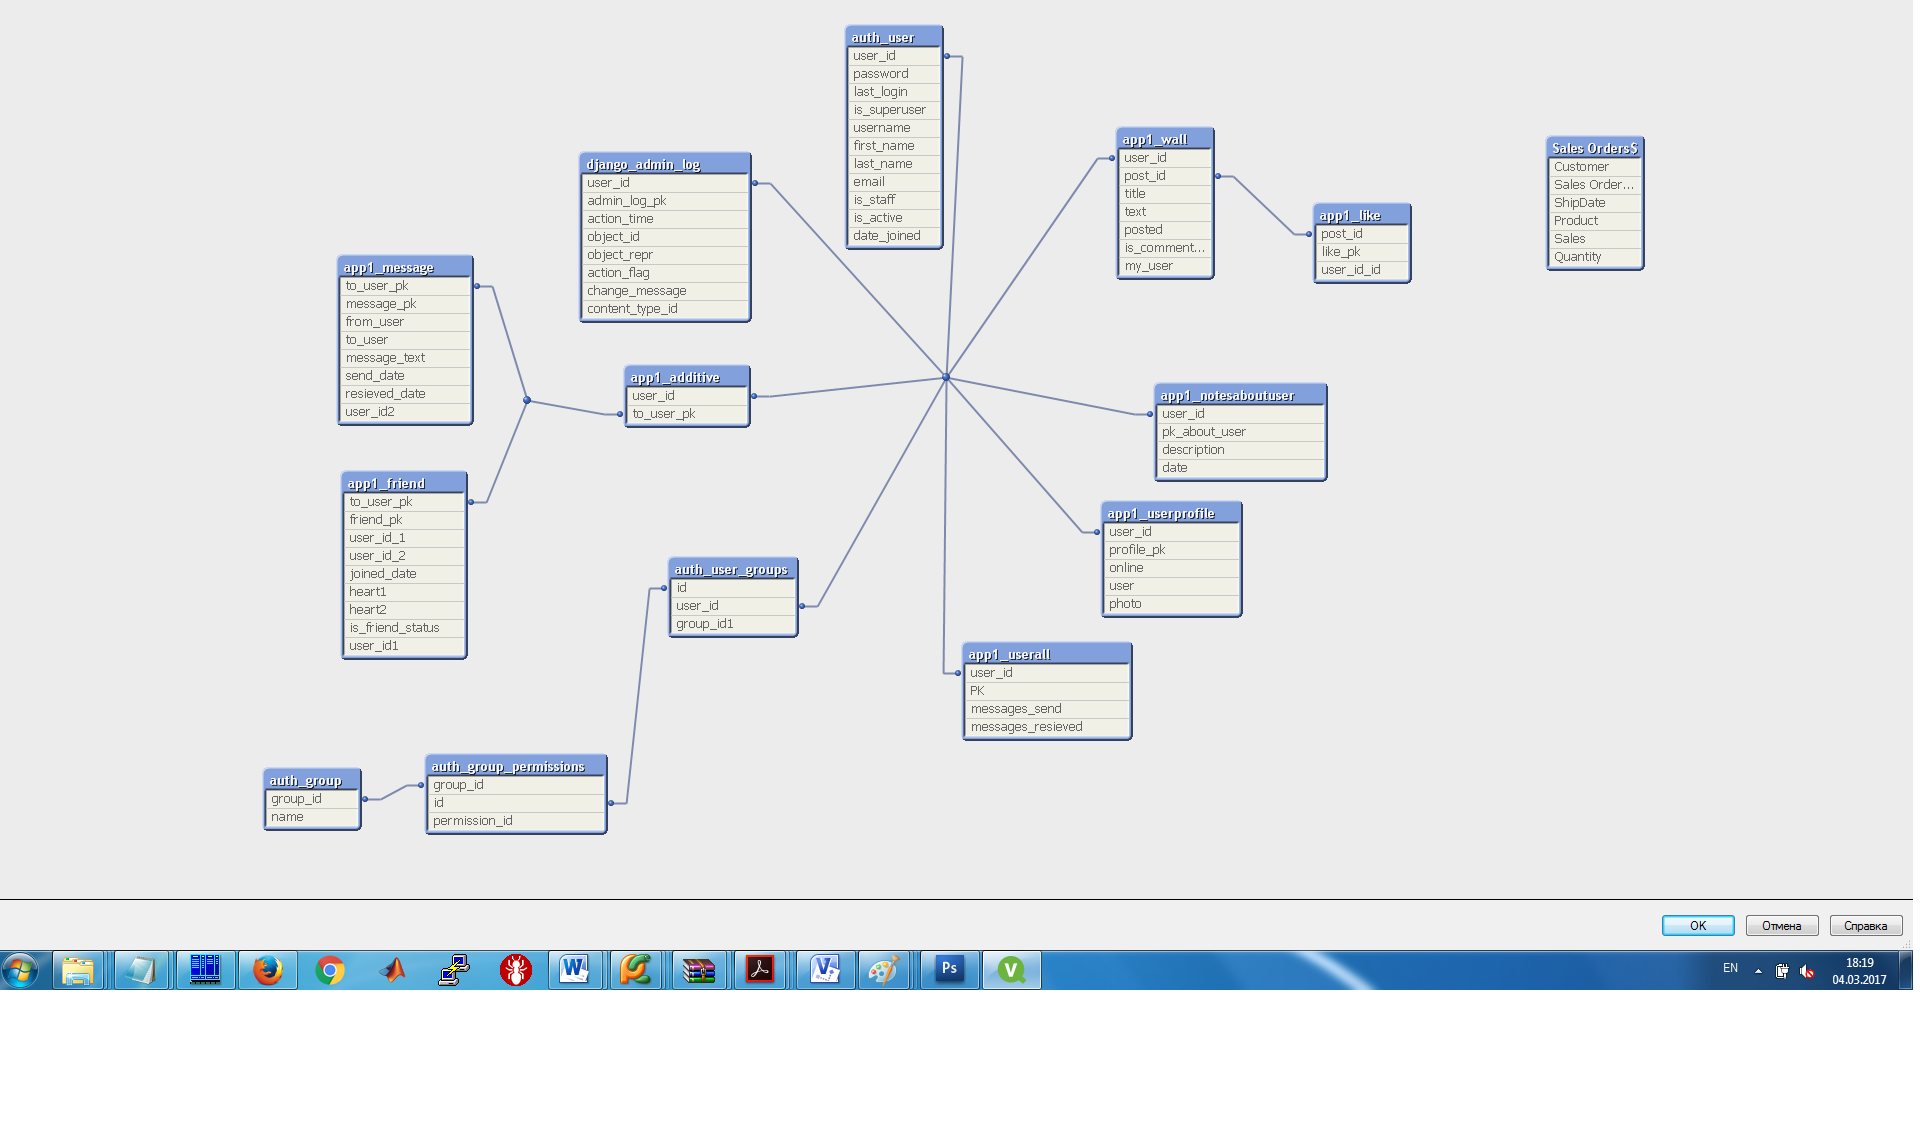 auth_user
user_id
password
last_login
is_superuser
username
first_name
last_name
email
is_staff
is_active
date_joined
django_admin_log
user_id
admin_log_pk
action_time
object_id
object_repr
action_flag
change_message
content_type_id
app1_wall
user_id
post_id
title
text
posted
is_comment...
my_user
app1_like
post_id
like_pk
user_id_id
Sales Orders$
Customer
Sales Order...
ShipDate
Product
Sales
Quantity
app1_message
to_user_pk
message_pk
from_user
to_user
message_text
send_date
resieved_date
user_id2
app1_additive
user_id
to_user_pk
app1_notesaboutuser
user_id
pk_about_user
description
date
app1_friend
to_user_pk
friend_pk
user_id_1
user_id_2
joined_date
heart1
heart2
is_friend_status
user_id1
app1_userprofile
user_id
profile_pk
online
user
photo
auth_user_groups
id
user_id
group_id1
app1_userall
user_id
PK
messages_send
messages_resieved
auth_group
group_id
name
auth_group_permissions
group_id
id
permission_id
OK
Отмена
Справка
W
V
Ps
V
EN
18:19
04.03.2017